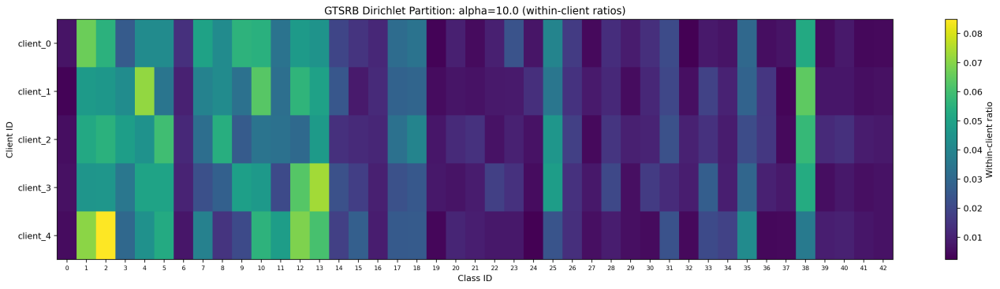 GTSRB Dirichlet Partition: alpha=10.0 (within-client ratios)
Client ID
client_0
client_1
client_2
client_3
client_4
0 1 2 3 4 5 6 7 8 9 10 11 12 13 14 15 16 17 18 19 20 21 22 23 24 25 26 27 28 29 30 31 32 33 34 35 36 37 38 39 40 41 42
Class ID
0.08
0.07
0.06
0.05
0.04
0.03
0.02
0.01
Within-client ratio